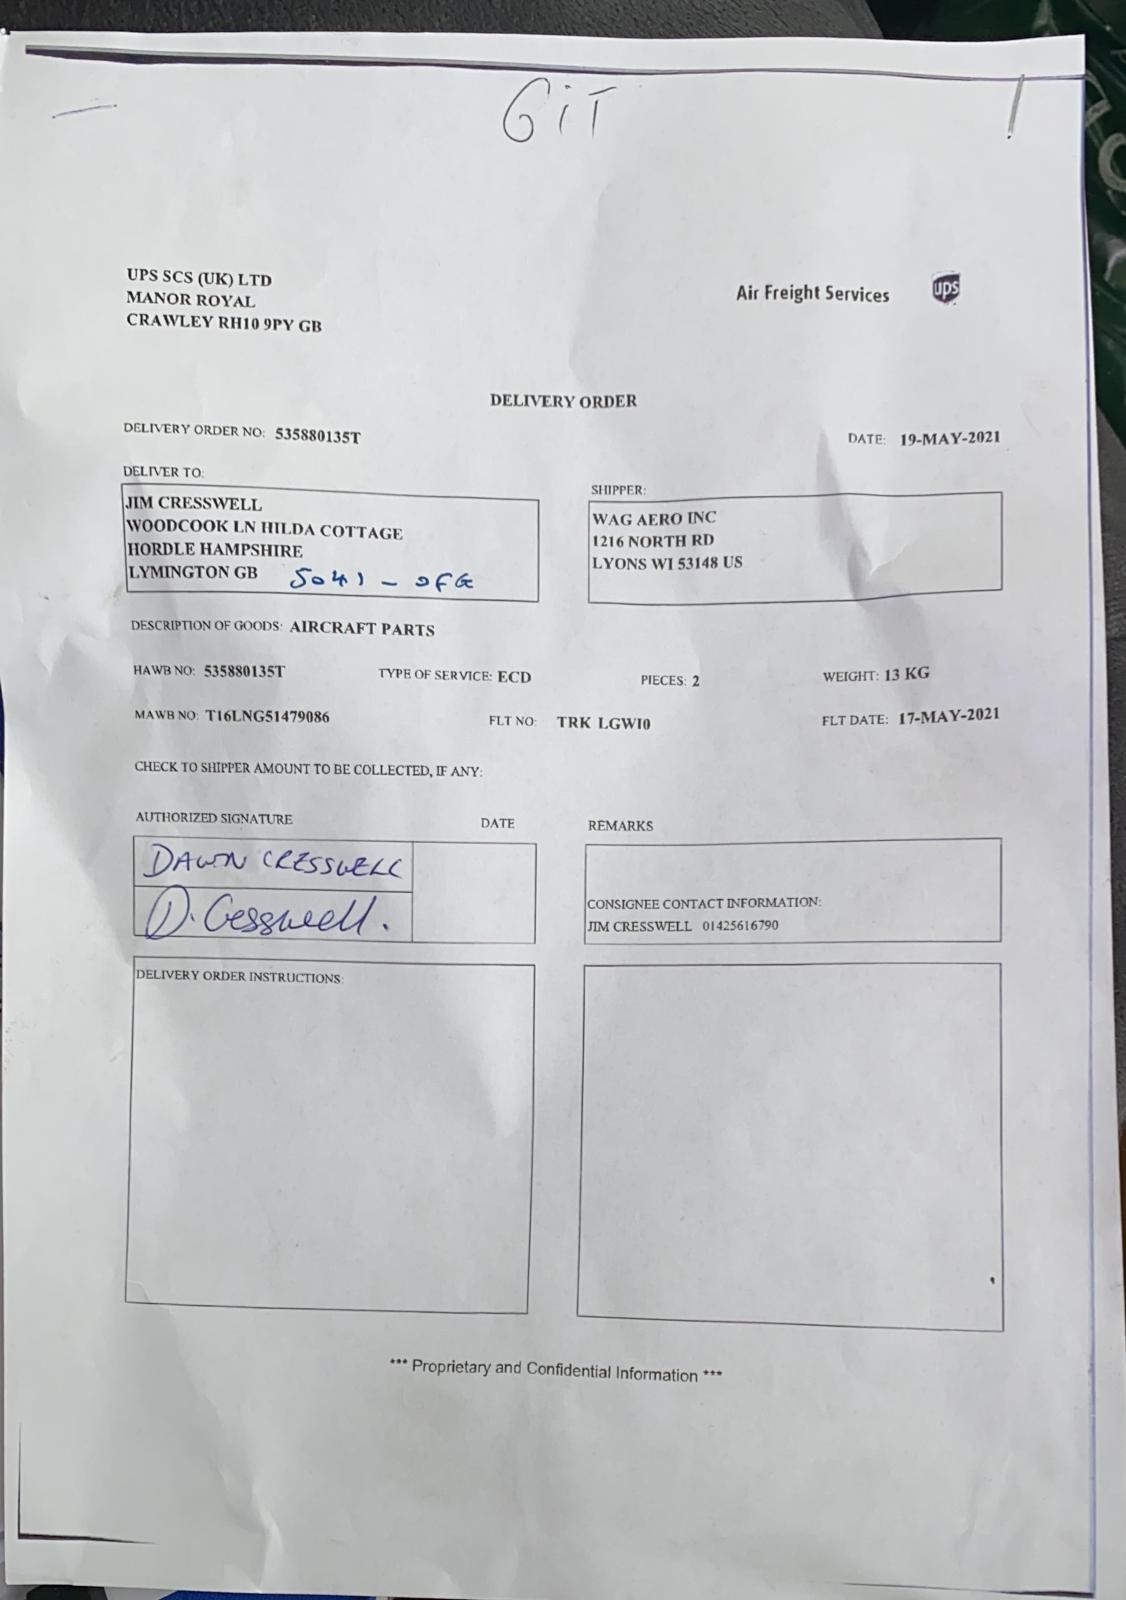 GiT
UPS SCS (UK) LTD
MANOR ROYAL
CRAWLEY RH10 9PY GB
Air Freight Services
ups
DELIVERY ORDER
DELIVERY ORDER NO: 535880135T
DATE: 19-MAY-2021
DELIVER TO:
JIM CRESSWELL
WOODCOOK LN HILDA COTTAGE
HORDLE HAMPSHIRE
LYMINGTON GB 5041 - 0FG
SHIPPER:
WAG AERO INC
1216 NORTH RD
LYONS WI 53148 US
DESCRIPTION OF GOODS: AIRCRAFT PARTS
HAWB NO: 535880135T TYPE OF SERVICE: ECD PIECES: 2 WEIGHT: 13 KG
MAWB NO: T16LNG51479086 FLT NO: TRK LGWI0 FLT DATE: 17-MAY-2021
CHECK TO SHIPPER AMOUNT TO BE COLLECTED, IF ANY:
AUTHORIZED SIGNATURE DATE
DAWN CRESSWELL
D. Cresswell.
REMARKS
CONSIGNEE CONTACT INFORMATION:
JIM CRESSWELL 01425616790
DELIVERY ORDER INSTRUCTIONS:
*** Proprietary and Confidential Information ***